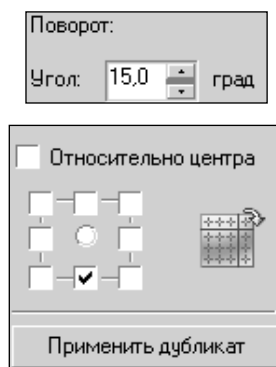 Поворот:
Угол: 15,0 град
Относительно центра
Применить дубликат